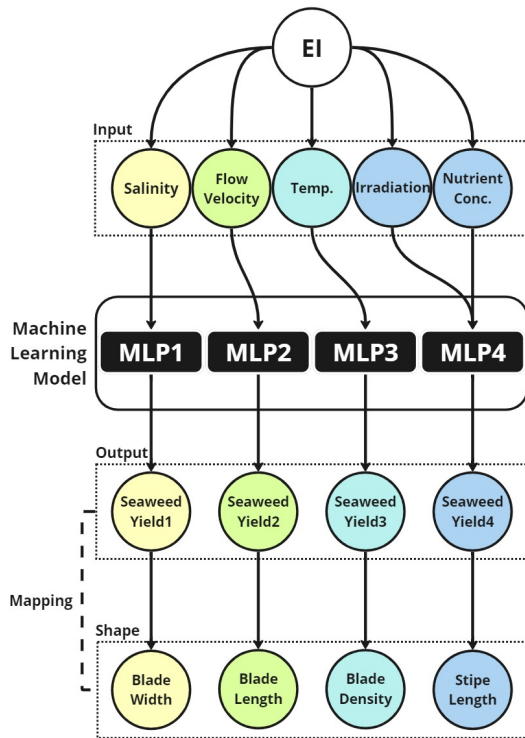 EI
Input
Salinity
Flow
Velocity
Temp.
Irradiation
Nutrient
Conc.
Machine
Learning
Model
MLP1
MLP2
MLP3
MLP4
Output
Seaweed
Yield1
Seaweed
Yield2
Seaweed
Yield3
Seaweed
Yield4
Mapping
Shape
Blade
Width
Blade
Length
Blade
Density
Stipe
Length